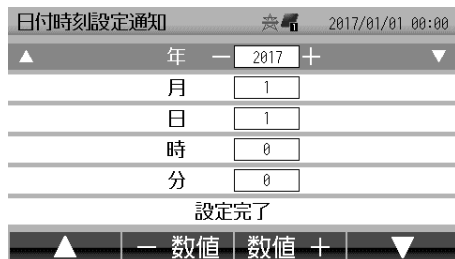 日付時刻設定通知 1 2017/01/01 00:00
▲ 年 － 2017 ＋ ▼
月 1
日 1
時 0
分 0
設定完了
▲ － 数値 数値 ＋ ▼